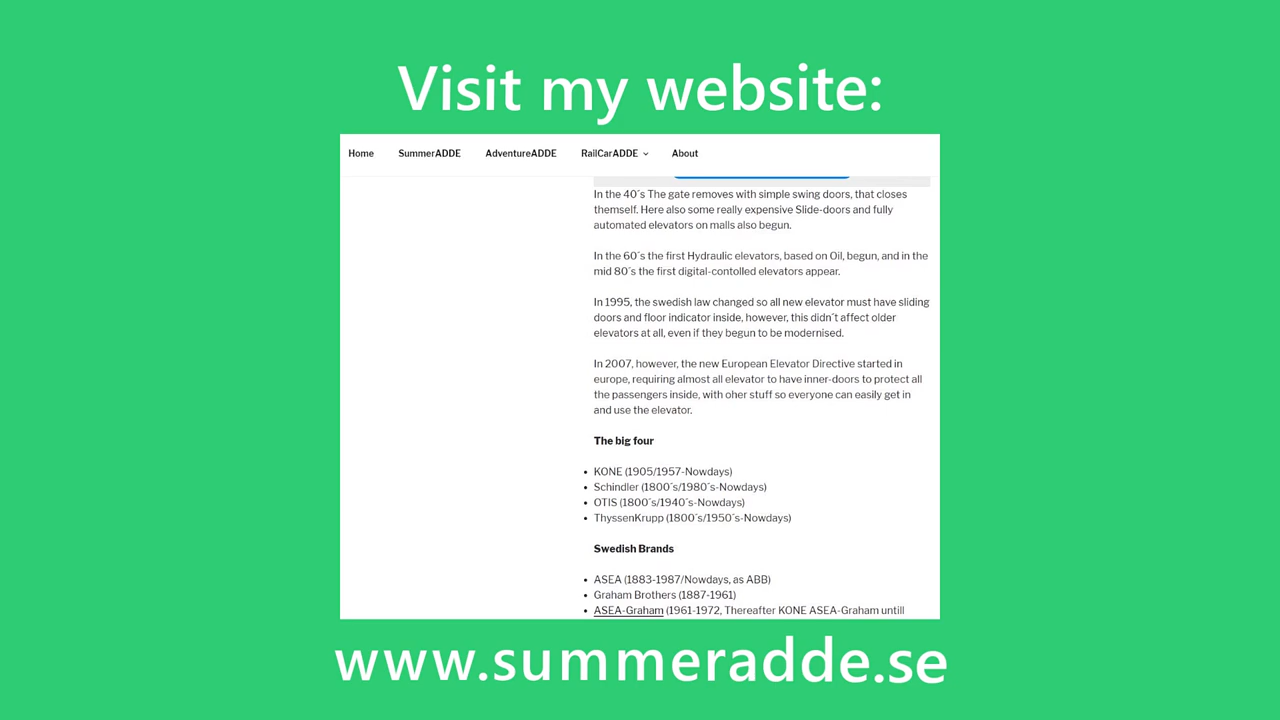 Visit my website:
Home SummerADDE AdventureADDE RailCarADDE About
In the 40´s The gate removes with simple swing doors, that closes
themself. Here also some really expensive Slide-doors and fully
automated elevators on malls also begun.
In the 60´s the first Hydraulic elevators, based on Oil, begun, and in the
mid 80´s the first digital-contolled elevators appear.
In 1995, the swedish law changed so all new elevator must have sliding
doors and floor indicator inside, however, this didn´t affect older
elevators at all, even if they begun to be modernised.
In 2007, however, the new European Elevator Directive started in
europe, requiring almost all elevator to have inner-doors to protect all
the passengers inside, with oher stuff so everyone can easily get in
and use the elevator.
The big four
• KONE (1905/1957-Nowdays)
• Schindler (1800´s/1980´s-Nowdays)
• OTIS (1800´s/1940´s-Nowdays)
• ThyssenKrupp (1800´s/1950´s-Nowdays)
Swedish Brands
• ASEA (1883-1987/Nowdays, as ABB)
• Graham Brothers (1887-1961)
• ASEA-Graham (1961-1972, Thereafter KONE ASEA-Graham untill
www.summeradde.se